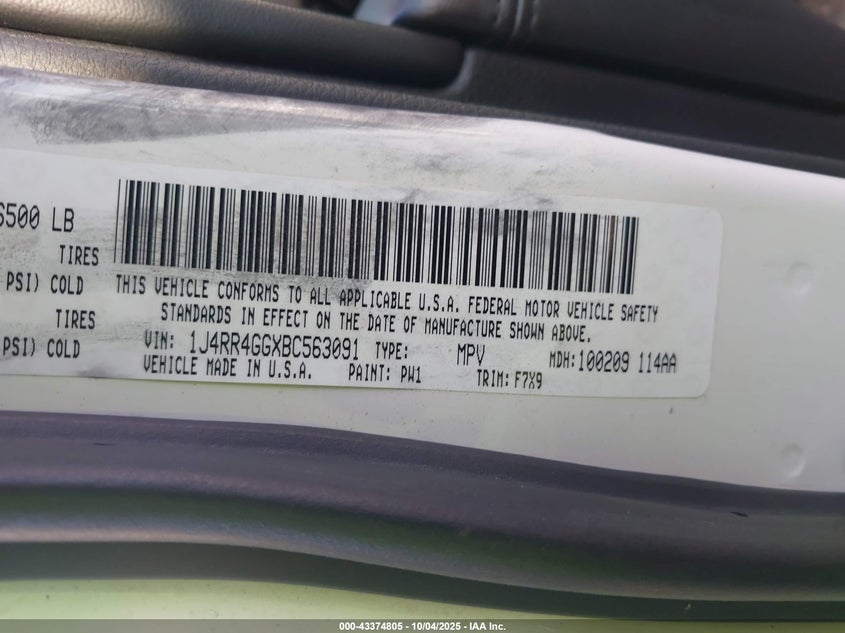 6500 LB
TIRES
PSI) COLD
TIRES
PSI) COLD
THIS VEHICLE CONFORMS TO ALL APPLICABLE U.S.A. FEDERAL MOTOR VEHICLE SAFETY
STANDARDS IN EFFECT ON THE DATE OF MANUFACTURE SHOWN ABOVE.
VIN: 1J4RR4GGXBC563091 TYPE: MPV MDH: 100209 114AA
VEHICLE MADE IN U.S.A. PAINT: PW1 TRIM: F7X9
000-43374805 - 10/04/2025 - IAA Inc.